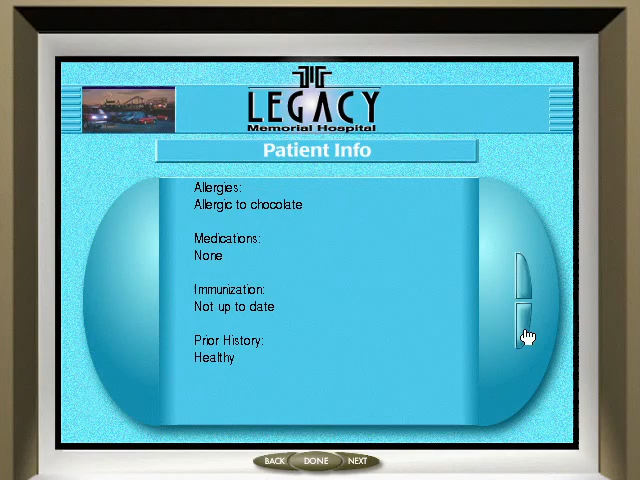 LEGACY
Memorial Hospital
Patient Info
Allergies:
Allergic to chocolate
Medications:
None
Immunization:
Not up to date
Prior History:
Healthy
BACK DONE NEXT